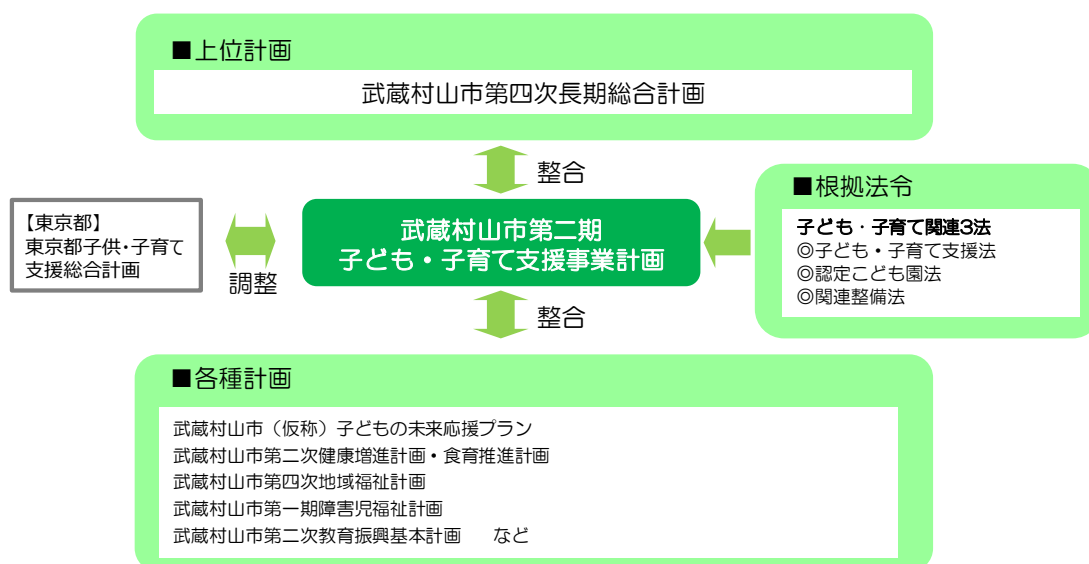 ■上位計画
武蔵村山市第四次長期総合計画
整合
■根拠法令
子ども・子育て関連3法
◎子ども・子育て支援法
◎認定こども園法
◎関連整備法
【東京都】
東京都子供・子育て
支援総合計画
調整
武蔵村山市第二期
子ども・子育て支援事業計画
整合
■各種計画
武蔵村山市（仮称）子どもの未来応援プラン
武蔵村山市第二次健康増進計画・食育推進計画
武蔵村山市第四次地域福祉計画
武蔵村山市第一期障害児福祉計画
武蔵村山市第二次教育振興基本計画　　など